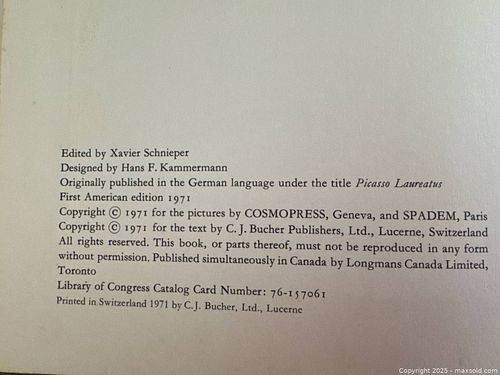 Edited by Xavier Schnieper
Designed by Hans F. Kammermann
Originally published in the German language under the title Picasso Laureatus
First American edition 1971
Copyright © 1971 for the pictures by COSMOPRESS, Geneva, and SPADEM, Paris
Copyright © 1971 for the text by C. J. Bucher Publishers, Ltd., Lucerne, Switzerland
All rights reserved. This book, or parts thereof, must not be reproduced in any form
without permission. Published simultaneously in Canada by Longmans Canada Limited,
Toronto
Library of Congress Catalog Card Number: 76-157061
Printed in Switzerland 1971 by C. J. Bucher, Ltd., Lucerne
Copyright 2025 - maxsold.com